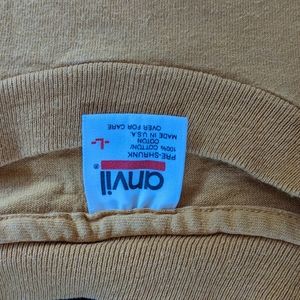 anvil®
PRE-SHRUNK
100% COTTON/
COTTON
MADE IN U.S.A.
OVER FOR CARE
-L-